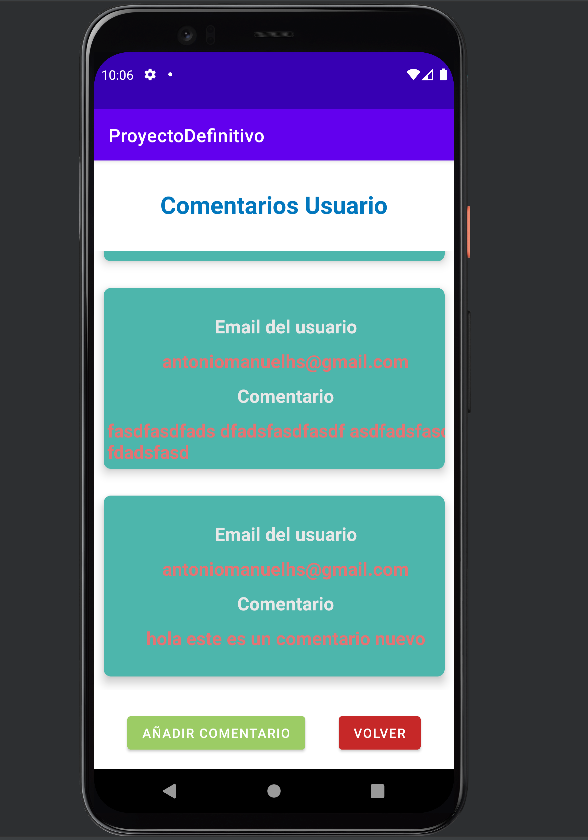 10:06
ProyectoDefinitivo
Comentarios Usuario
Email del usuario
antoniomanuelhs@gmail.com
Comentario
fasdfasdfads dfadsfasdfasdf asdfadsfasd
fdadsfasd
Email del usuario
antoniomanuelhs@gmail.com
Comentario
hola este es un comentario nuevo
AÑADIR COMENTARIO
VOLVER